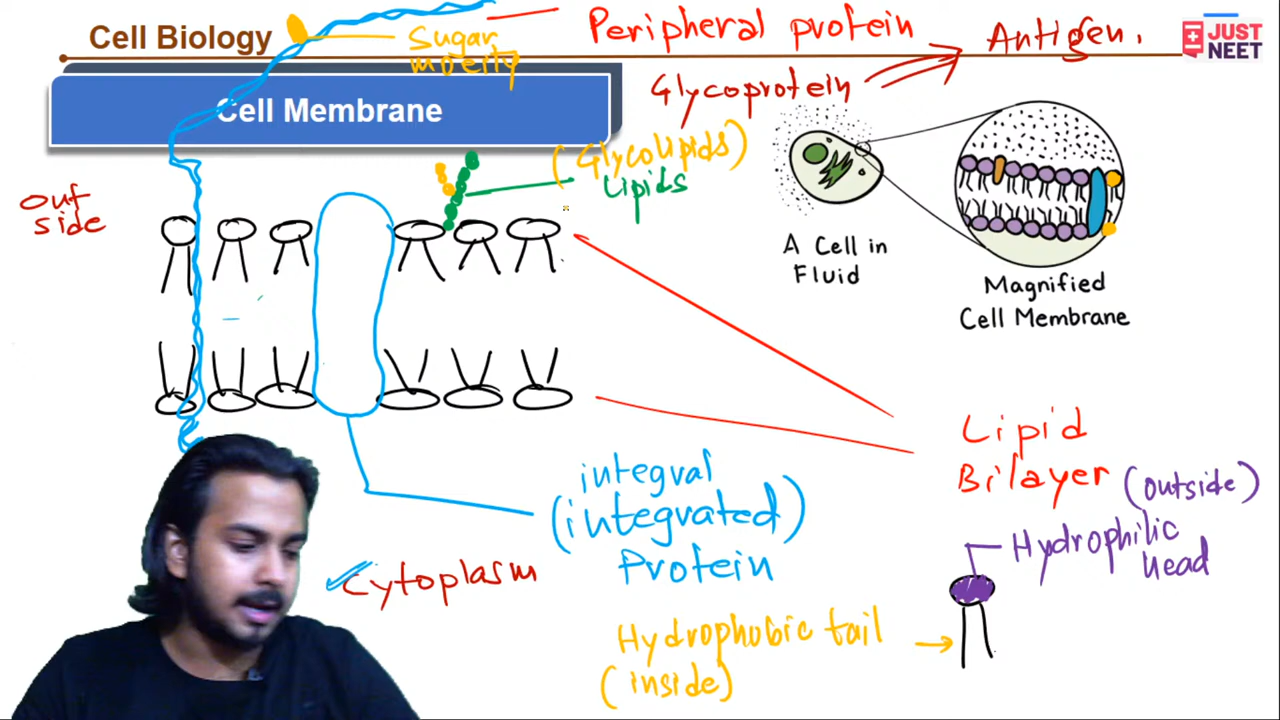 Cell Biology
Sugar
moiety
Peripheral protein
Antigen.
JUST
NEET
Cell Membrane
Glycoprotein
(Glycolipids)
Lipids
Out
side
A Cell in
Fluid
Magnified
Cell Membrane
Lipid
Bilayer (outside)
integral
(integrated)
Protein
Hydrophilic
head
Cytoplasm
Hydrophobic tail
(inside)